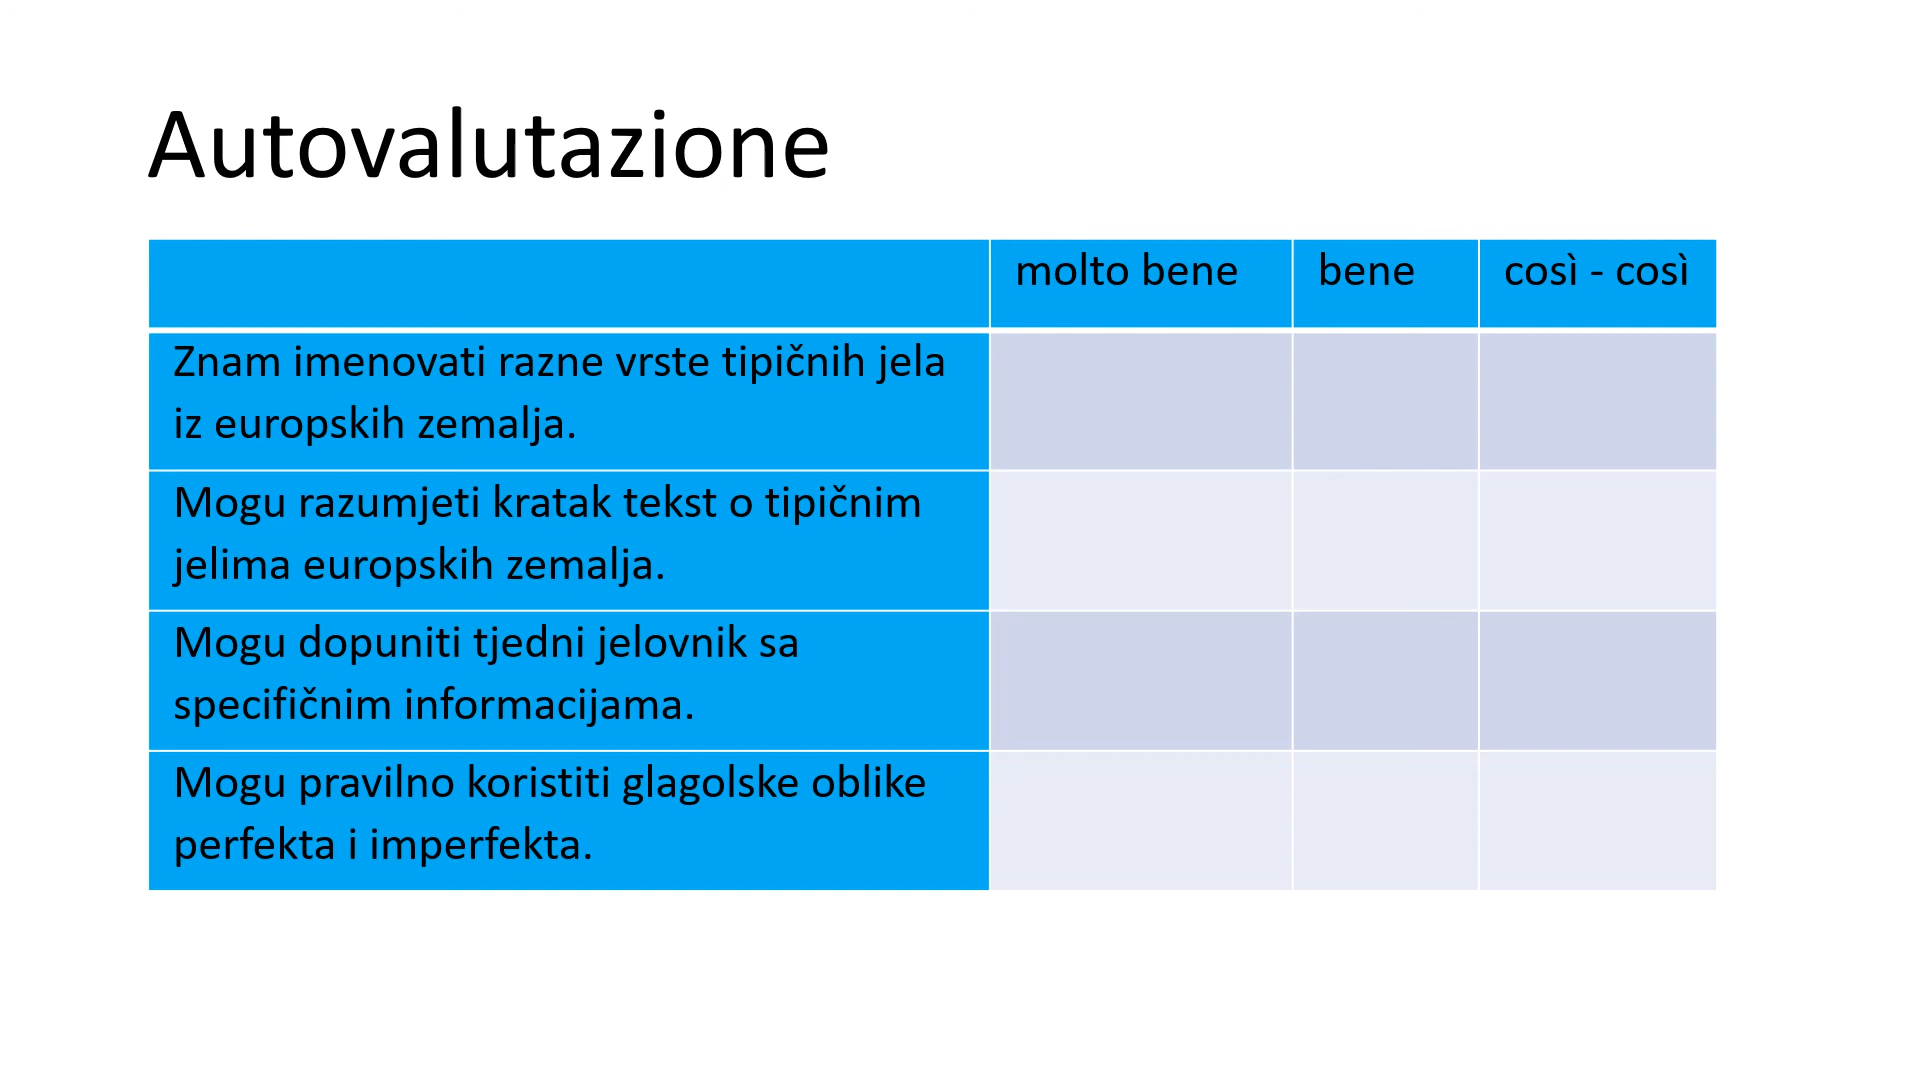 Autovalutazione
molto bene bene così - così
Znam imenovati razne vrste tipičnih jela
iz europskih zemalja.
Mogu razumjeti kratak tekst o tipičnim
jelima europskih zemalja.
Mogu dopuniti tjedni jelovnik sa
specifičnim informacijama.
Mogu pravilno koristiti glagolske oblike
perfekta i imperfekta.